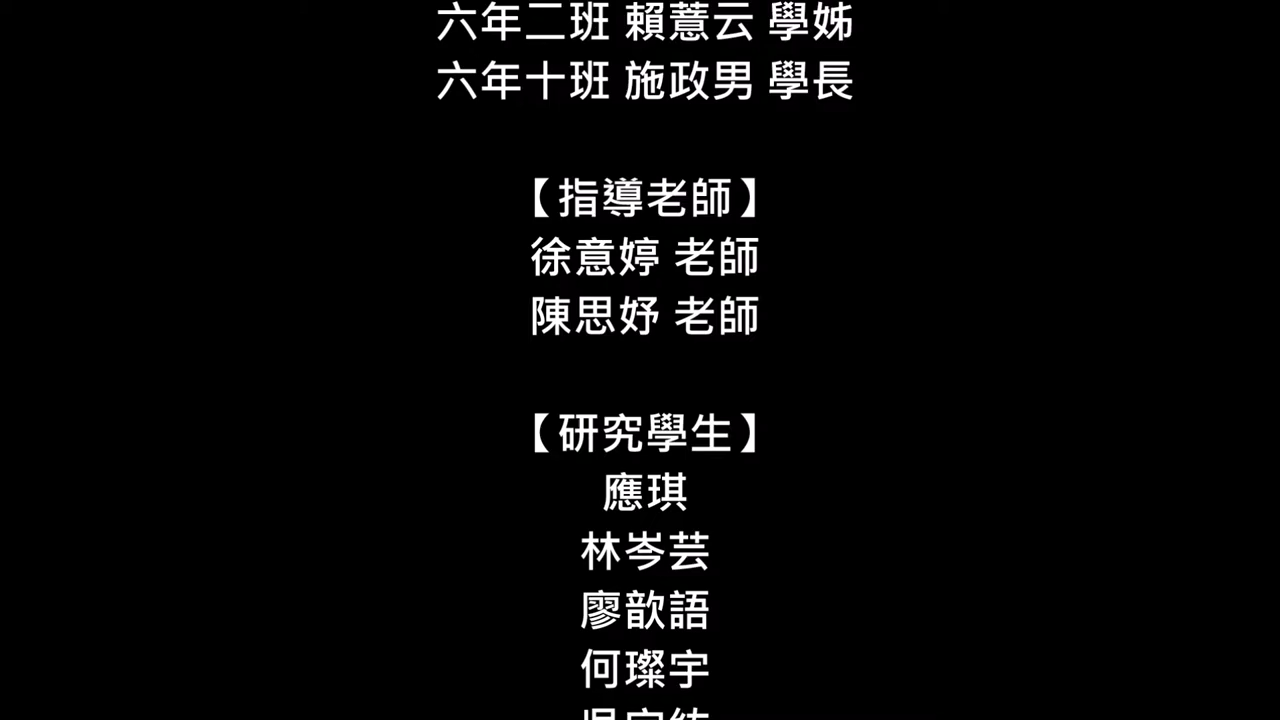 六年二班 賴薏云 學姊
六年十班 施政男 學長
【指導老師】
徐意婷 老師
陳思妤 老師
【研究學生】
應琪
林岑芸
廖歆語
何璨宇